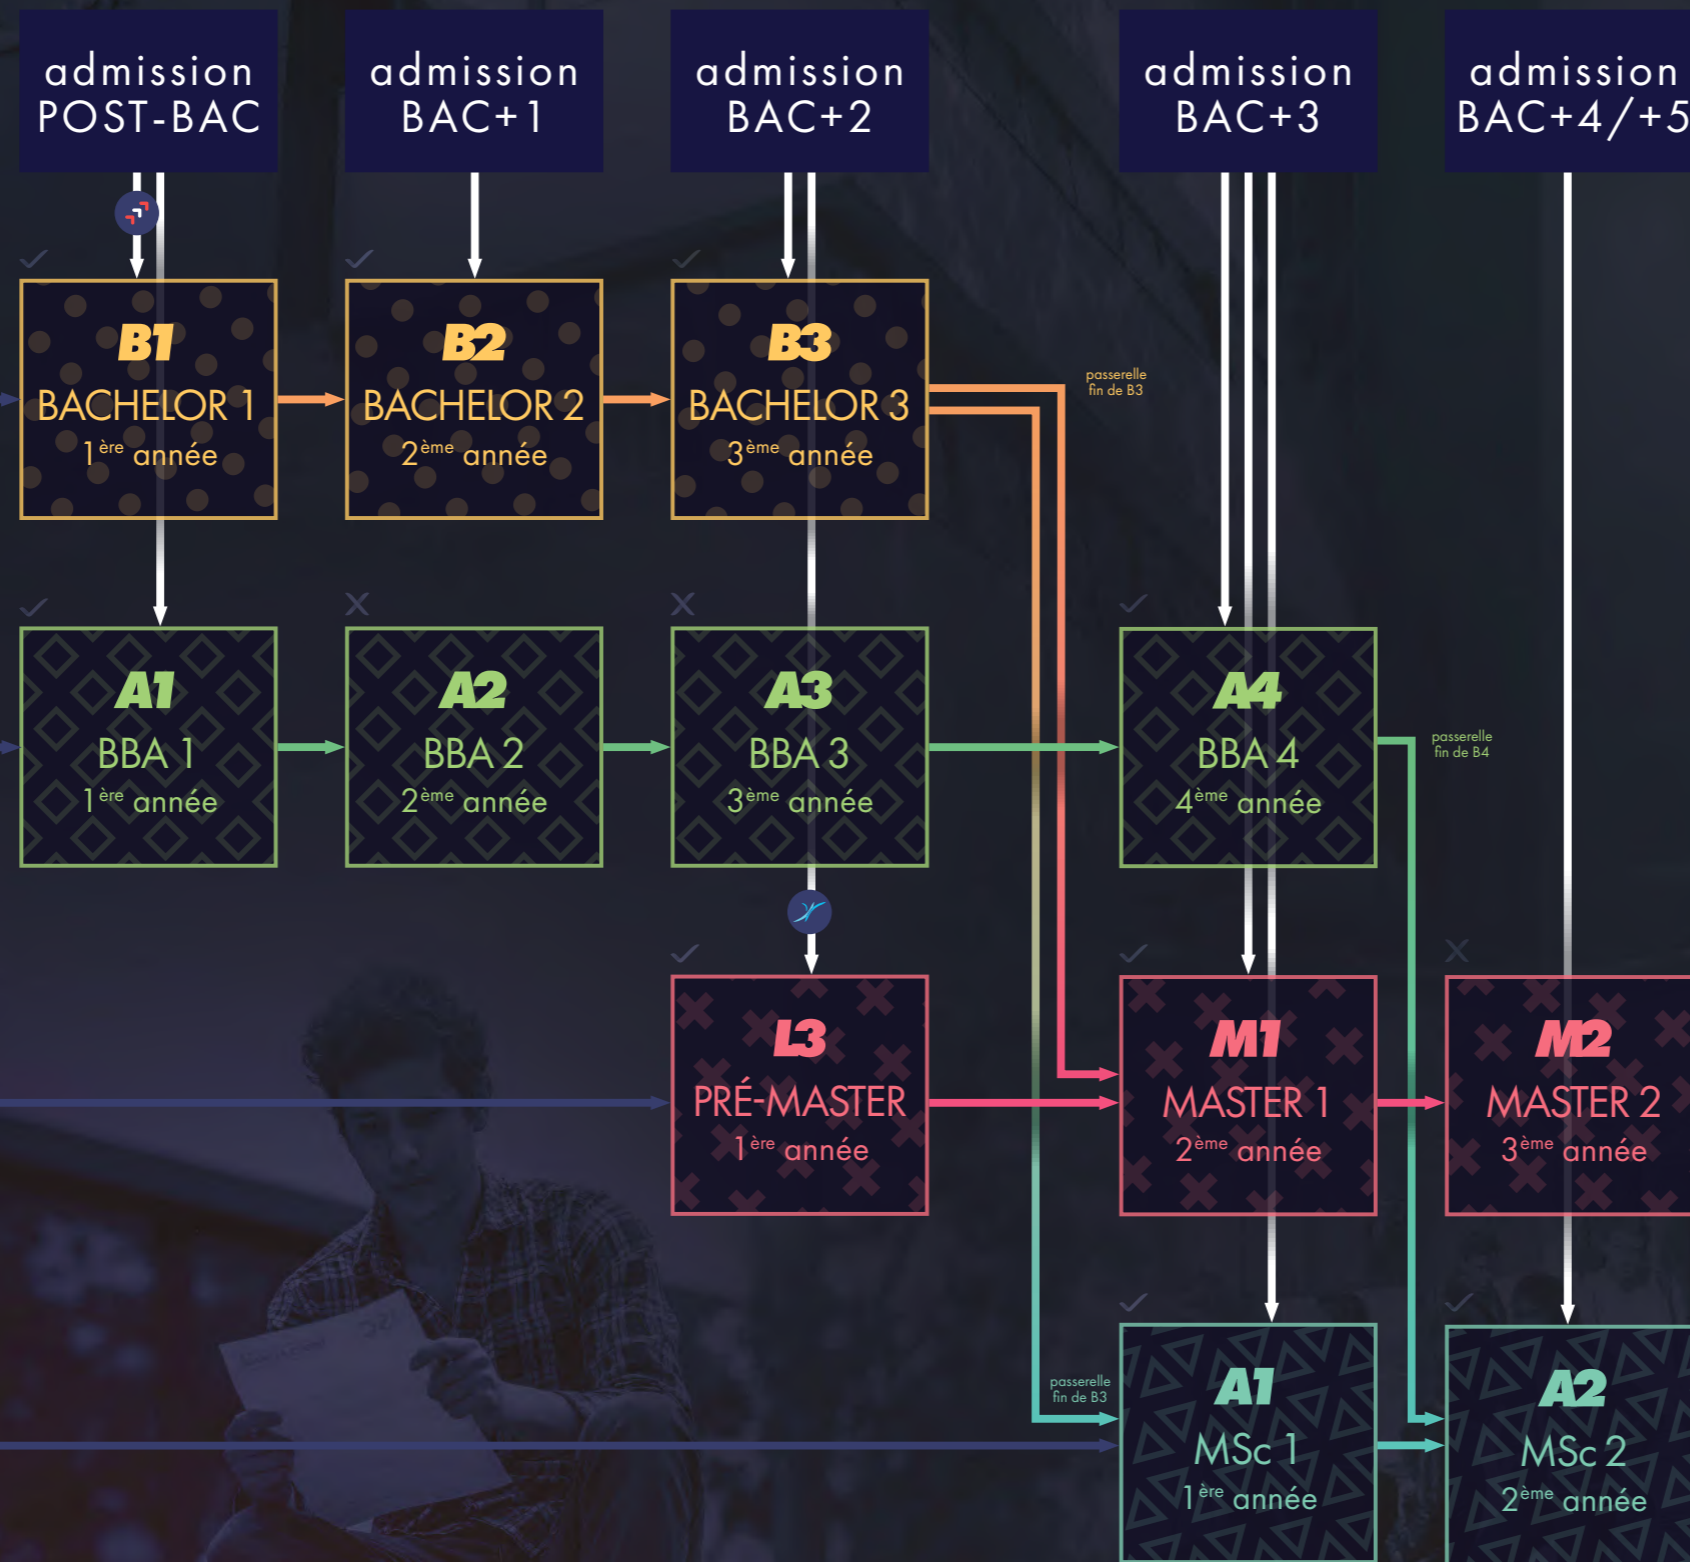 admission
POST-BAC
admission
BAC+1
admission
BAC+2
admission
BAC+3
admission
BAC+4/+5
B1
BACHELOR 1
1ère année
B2
BACHELOR 2
2ème année
B3
BACHELOR 3
3ème année
passerelle
fin de B3
A1
BBA 1
1ère année
A2
BBA 2
2ème année
A3
BBA 3
3ème année
A4
BBA 4
4ème année
passerelle
fin de B4
L3
PRÉ-MASTER
1ère année
M1
MASTER 1
2ème année
M2
MASTER 2
3ème année
passerelle
fin de B3
A1
MSc 1
1ère année
A2
MSc 2
2ème année